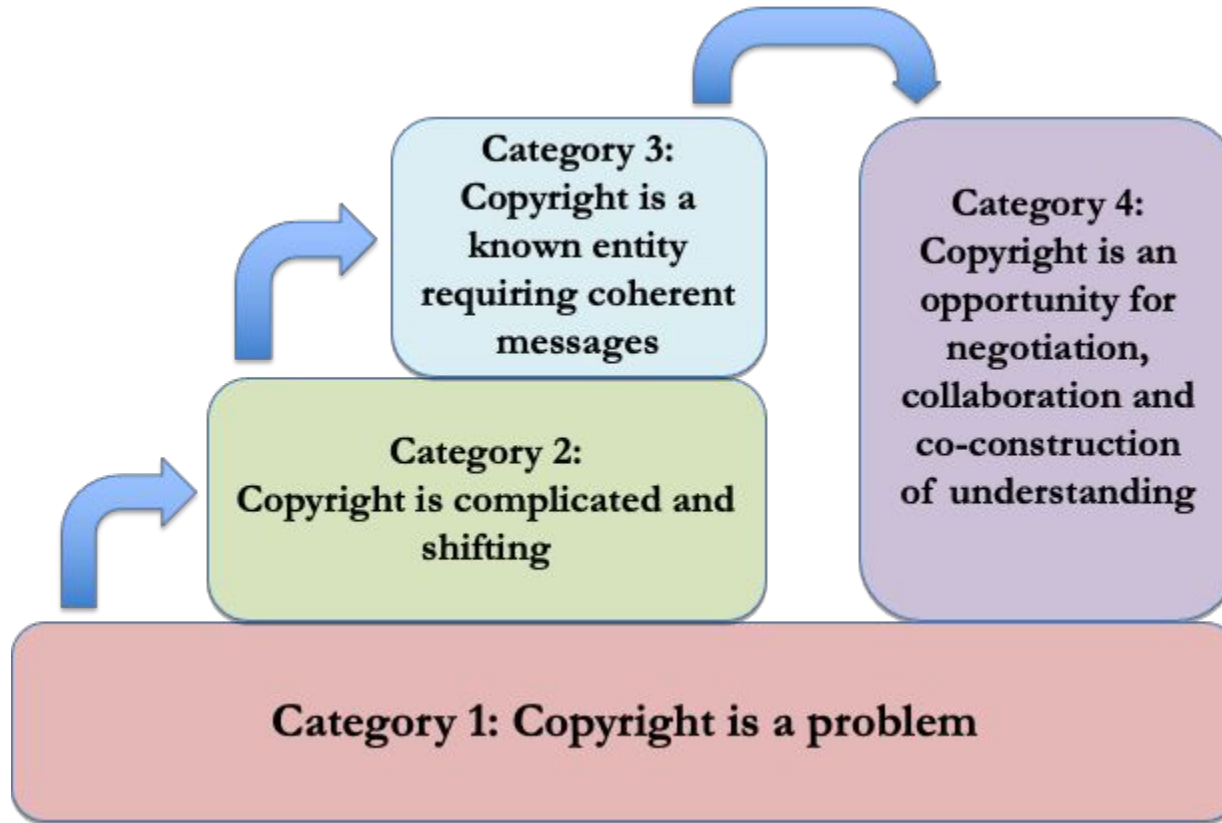 Category 3:
Copyright is a
known entity
requiring coherent
messages
Category 4:
Copyright is an
opportunity for
negotiation,
collaboration and
co-construction
of understanding
Category 2:
Copyright is complicated and
shifting
Category 1: Copyright is a problem